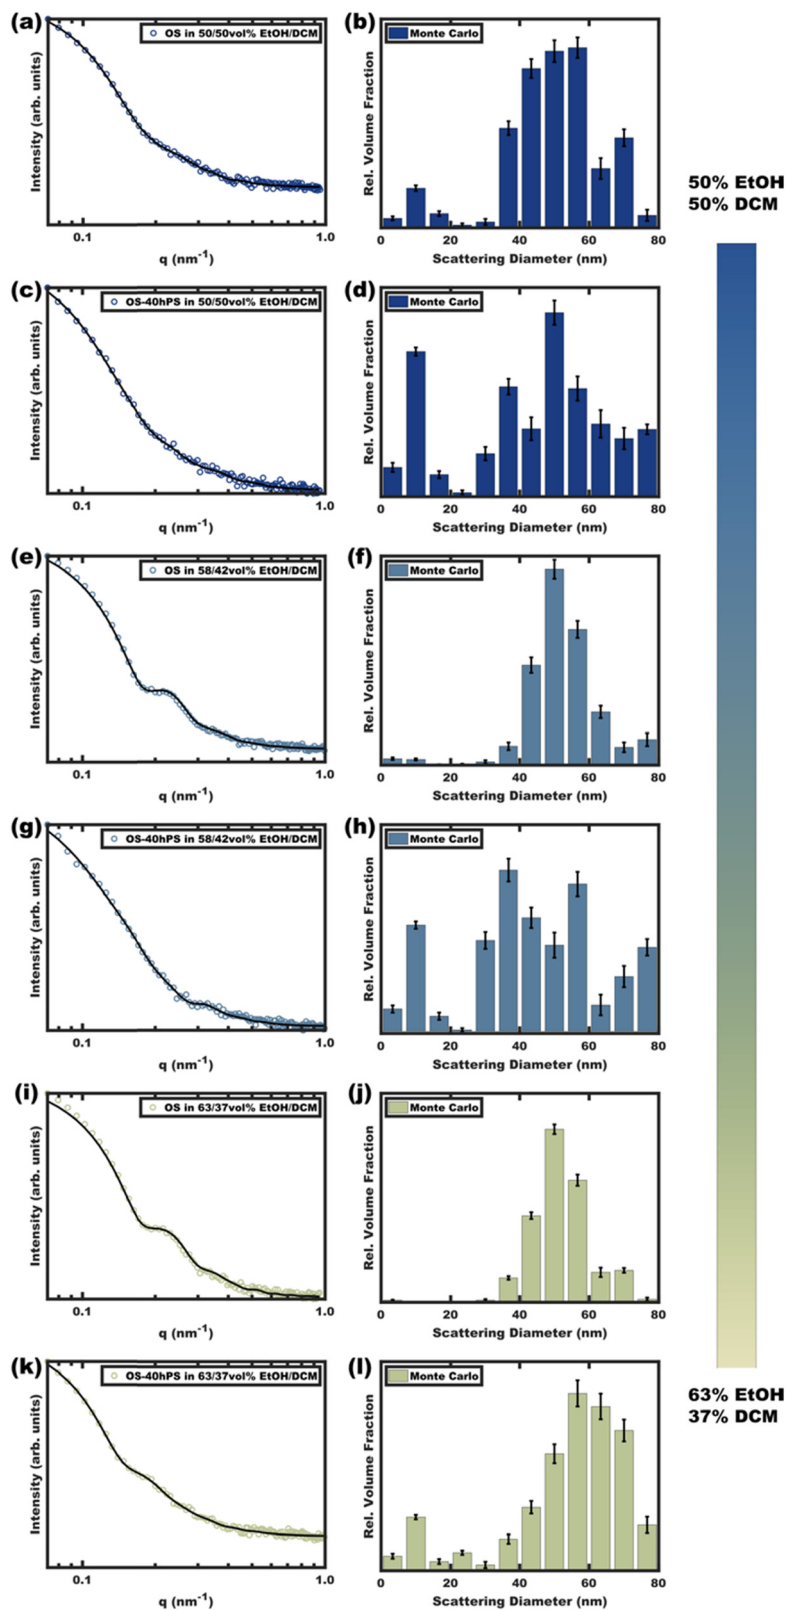 (a)
OS in 50/50vol% EtOH/DCM
Intensity (arb. units)
0.1
1.0
q (nm-1)
(b)
Monte Carlo
Rel. Volume Fraction
0
20
40
60
80
Scattering Diameter (nm)
50% EtOH
50% DCM
(c)
OS-40hPS in 50/50vol% EtOH/DCM
Intensity (arb. units)
0.1
1.0
q (nm-1)
(d)
Monte Carlo
Rel. Volume Fraction
0
20
40
60
80
Scattering Diameter (nm)
(e)
OS in 58/42vol% EtOH/DCM
Intensity (arb. units)
0.1
1.0
q (nm-1)
(f)
Monte Carlo
Rel. Volume Fraction
0
20
40
60
80
Scattering Diameter (nm)
(g)
OS-40hPS in 58/42vol% EtOH/DCM
Intensity (arb. units)
0.1
1.0
q (nm-1)
(h)
Monte Carlo
Rel. Volume Fraction
0
20
40
60
80
Scattering Diameter (nm)
(i)
OS in 63/37vol% EtOH/DCM
Intensity (arb. units)
0.1
1.0
q (nm-1)
(j)
Monte Carlo
Rel. Volume Fraction
0
20
40
60
80
Scattering Diameter (nm)
(k)
OS-40hPS in 63/37vol% EtOH/DCM
Intensity (arb. units)
0.1
1.0
q (nm-1)
(l)
Monte Carlo
Rel. Volume Fraction
0
20
40
60
80
Scattering Diameter (nm)
63% EtOH
37% DCM